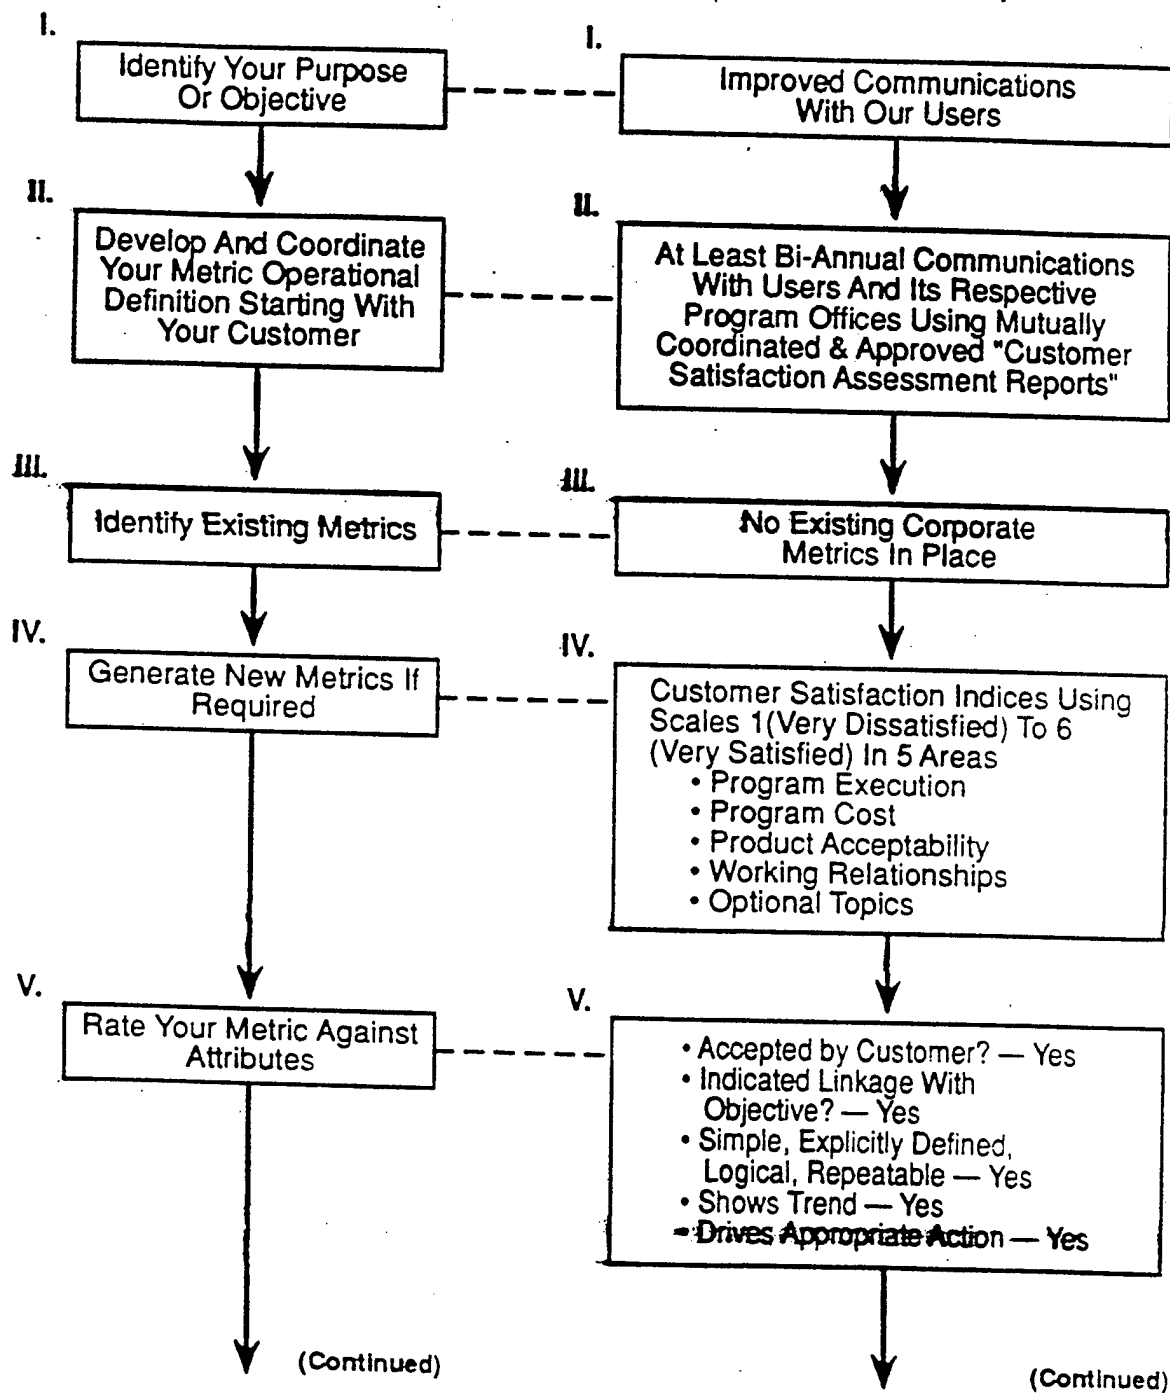 I.
Identify Your Purpose
Or Objective
I.
Improved Communications
With Our Users
II.
Develop And Coordinate
Your Metric Operational
Definition Starting With
Your Customer
II.
At Least Bi-Annual Communications
With Users And Its Respective
Program Offices Using Mutually
Coordinated & Approved "Customer
Satisfaction Assessment Reports"
III.
Identify Existing Metrics
III.
No Existing Corporate
Metrics In Place
IV.
Generate New Metrics If
Required
IV.
Customer Satisfaction Indices Using
Scales 1(Very Dissatisfied) To 6
(Very Satisfied) In 5 Areas
• Program Execution
• Program Cost
• Product Acceptability
• Working Relationships
• Optional Topics
V.
Rate Your Metric Against
Attributes
V.
• Accepted by Customer? — Yes
• Indicated Linkage With
Objective? — Yes
• Simple, Explicitly Defined,
Logical, Repeatable — Yes
• Shows Trend — Yes
• Drives Appropriate Action — Yes
(Continued)
(Continued)